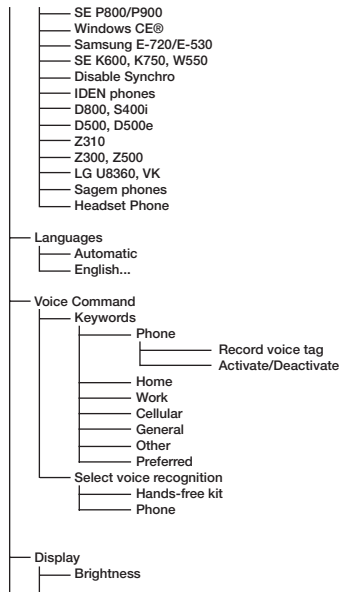 SE P800/P900
Windows CE®
Samsung E-720/E-530
SE K600, K750, W550
Disable Synchro
IDEN phones
D800, S400i
D500, D500e
Z310
Z300, Z500
LG U8360, VK
Sagem phones
Headset Phone
Languages
Automatic
English...
Voice Command
Keywords
Phone
Record voice tag
Activate/Deactivate
Home
Work
Cellular
General
Other
Preferred
Select voice recognition
Hands-free kit
Phone
Display
Brightness